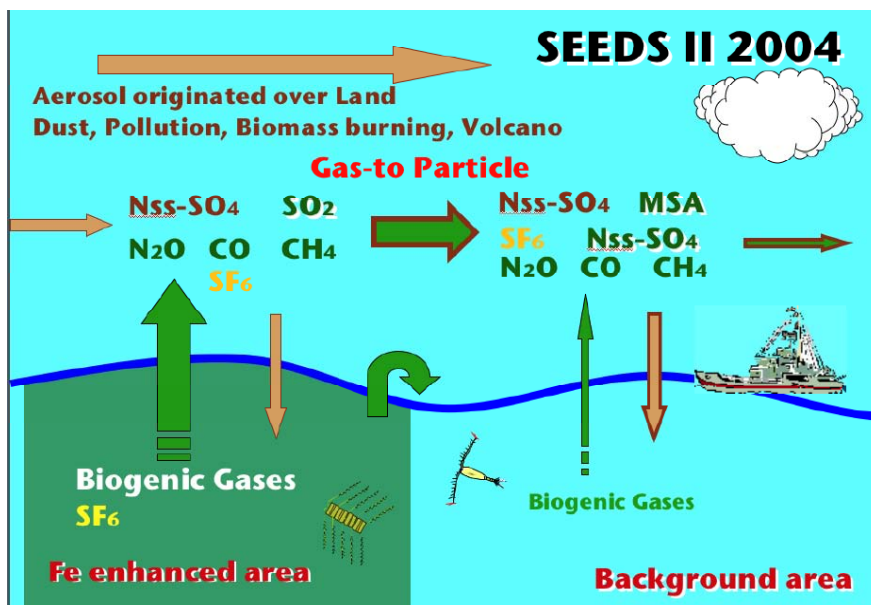 SEEDS II 2004
Aerosol originated over Land
Dust, Pollution, Biomass burning, Volcano
Gas-to Particle
Nss-SO4 SO2
N2O CO CH4
SF6
Nss-SO4 MSA
SF6 Nss-SO4
N2O CO CH4
Biogenic Gases
SF6
Fe enhanced area
Biogenic Gases
Background area